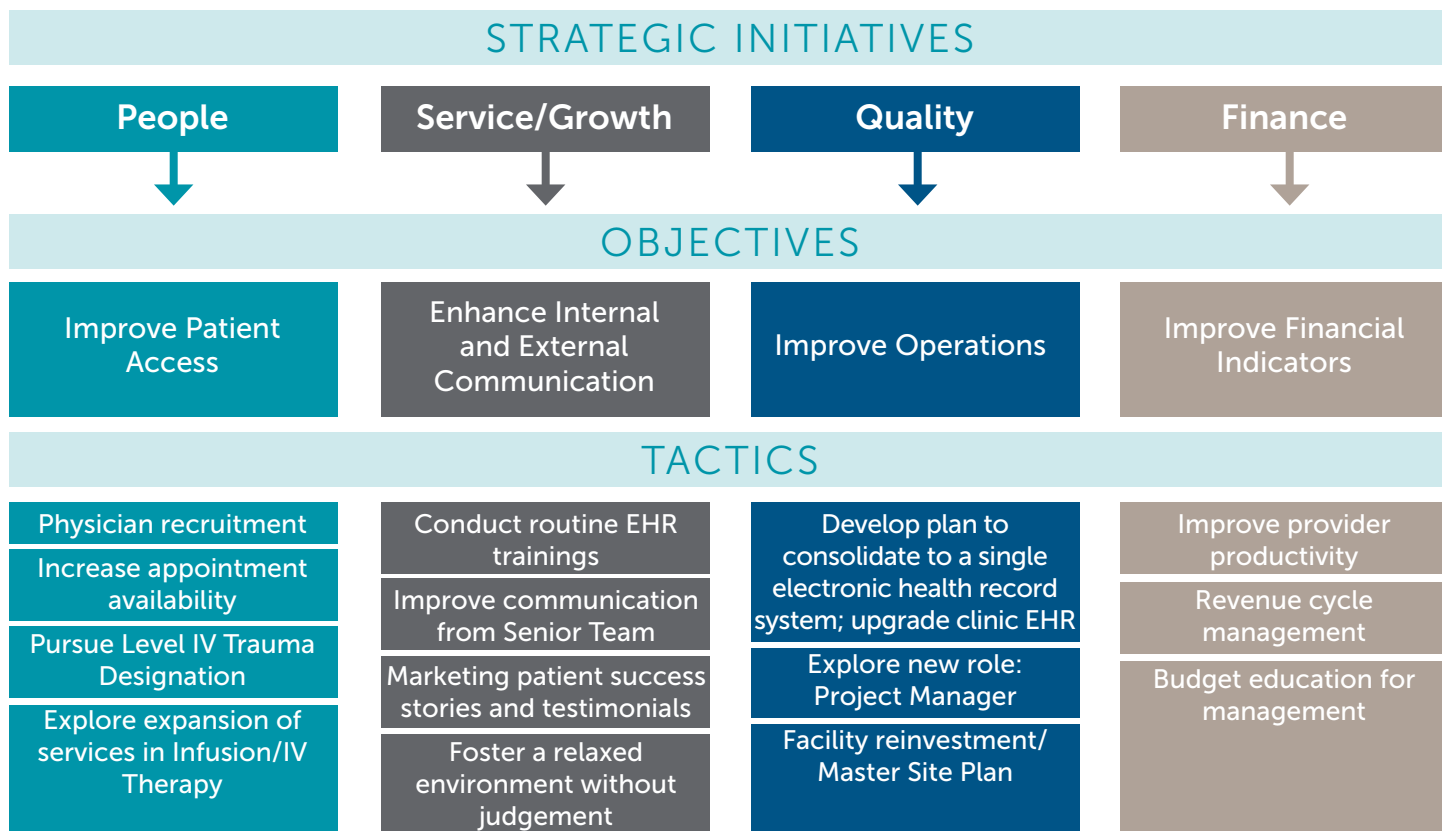 STRATEGIC INITIATIVES
People
Service/Growth
Quality
Finance
OBJECTIVES
Improve Patient
Access
Enhance Internal
and External
Communication
Improve Operations
Improve Financial
Indicators
TACTICS
Physician recruitment
Increase appointment
availability
Pursue Level IV Trauma
Designation
Explore expansion of
services in Infusion/IV
Therapy
Conduct routine EHR
trainings
Improve communication
from Senior Team
Marketing patient success
stories and testimonials
Foster a relaxed
environment without
judgement
Develop plan to
consolidate to a single
electronic health record
system; upgrade clinic EHR
Explore new role:
Project Manager
Facility reinvestment/
Master Site Plan
Improve provider
productivity
Revenue cycle
management
Budget education for
management